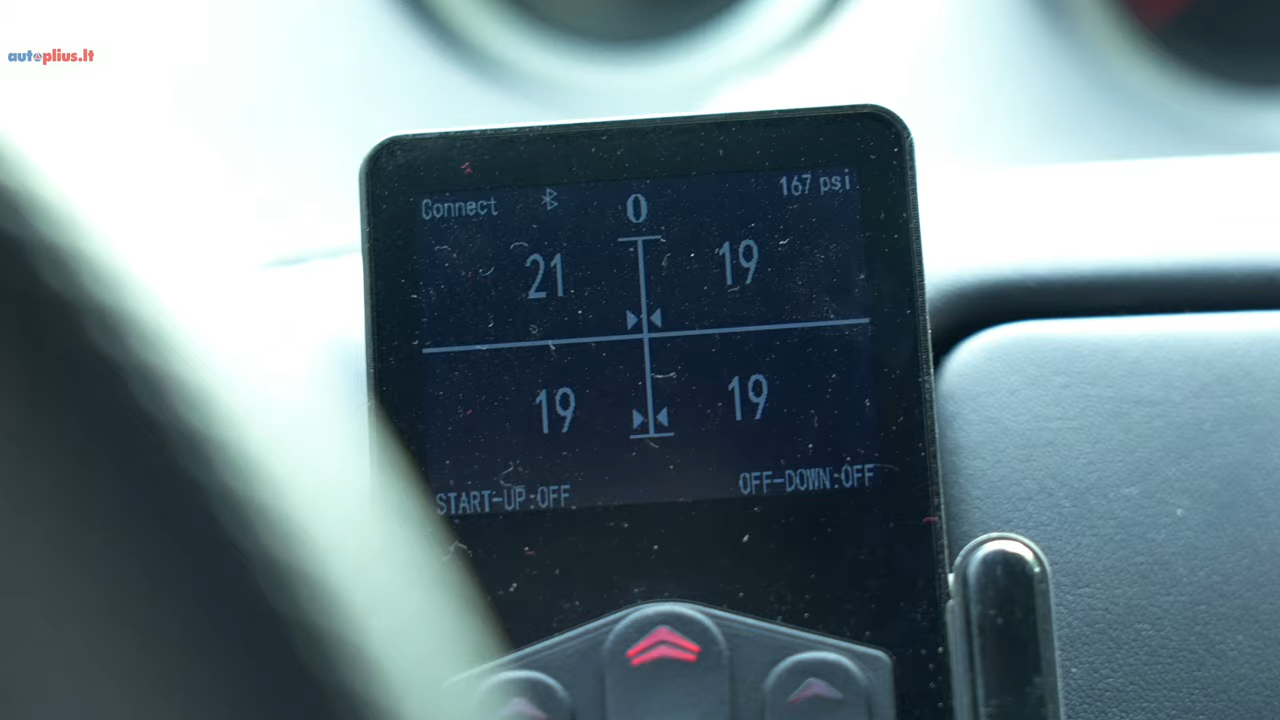 autoplius.lt
Connect 0 167 psi
21 19
19 19
START-UP:OFF OFF-DOWN:OFF